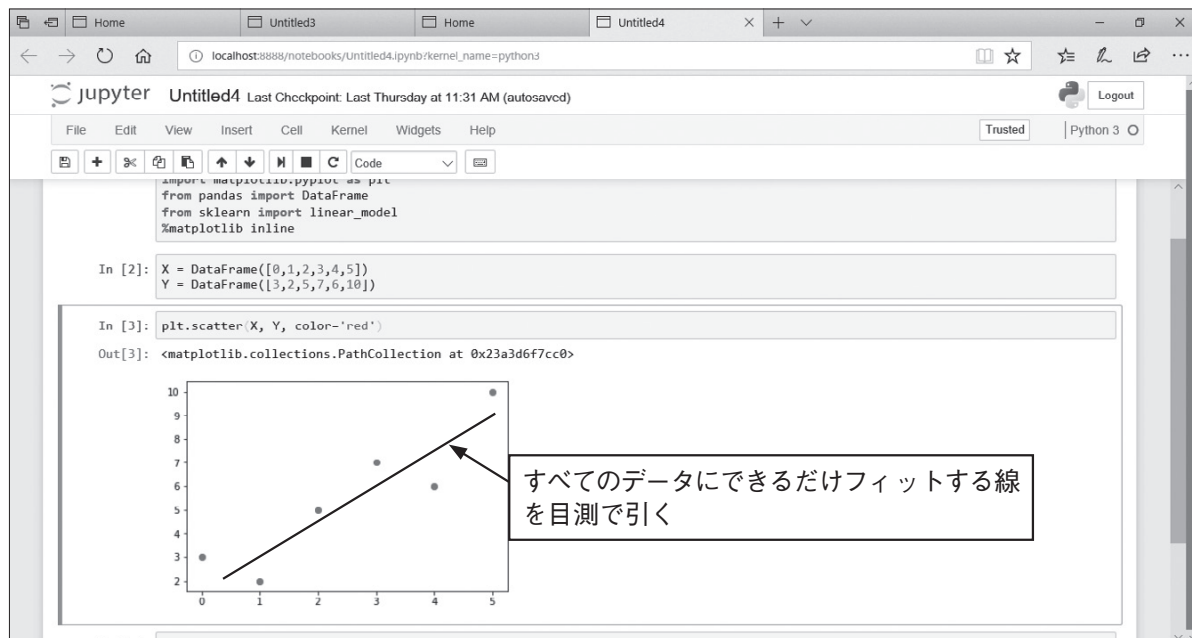 Home
Untitled3
Home
Untitled4
localhost:8888/notebooks/Untitled4.ipynb?kernel_name=python3
jupyter Untitled4 Last Checkpoint: Last Thursday at 11:31 AM (autosaved)
Logout
File Edit View Insert Cell Kernel Widgets Help
Trusted
Python 3
Code
import matplotlib.pyplot as plt
from pandas import DataFrame
from sklearn import linear_model
%matplotlib inline
In [2]: X = DataFrame([0,1,2,3,4,5])
Y = DataFrame([3,2,5,7,6,10])
In [3]: plt.scatter(X, Y, color='red')
Out[3]: <matplotlib.collections.PathCollection at 0x23a3d6f7cc0>
10
9
8
7
6
5
4
3
2
0 1 2 3 4 5
すべてのデータにできるだけフィットする線
を目測で引く